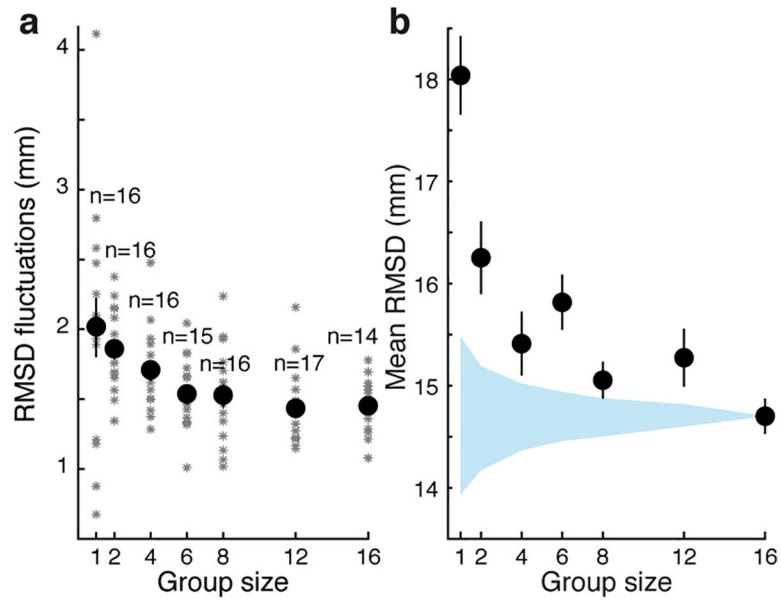 a
RMSD fluctuations (mm)
4
3
2
1
n=16
n=16
n=16
n=15
n=16
n=17
n=14
1 2 4 6 8 12 16
Group size
b
Mean RMSD (mm)
18
17
16
15
14
1 2 4 6 8 12 16
Group size